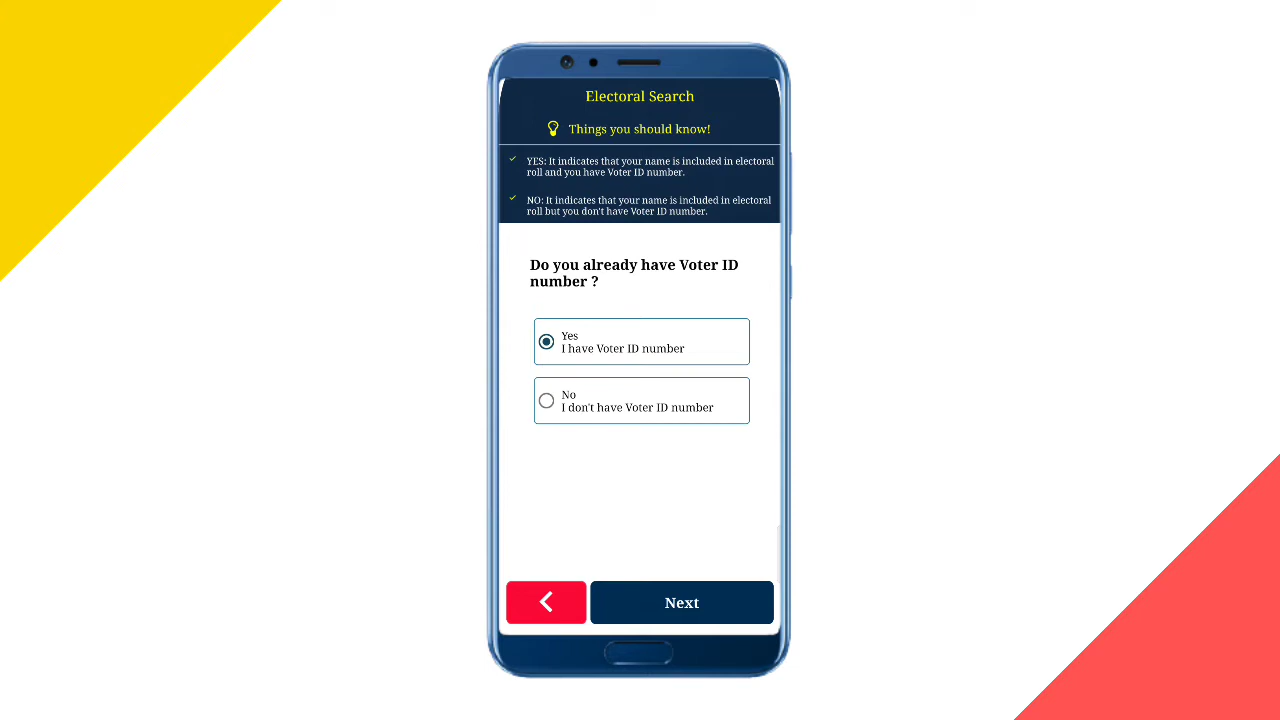 Electoral Search
Things you should know!
YES: It indicates that your name is included in electoral
roll and you have Voter ID number.
NO: It indicates that your name is included in electoral
roll but you don't have Voter ID number.
Do you already have Voter ID
number ?
Yes
I have Voter ID number
No
I don't have Voter ID number
Next